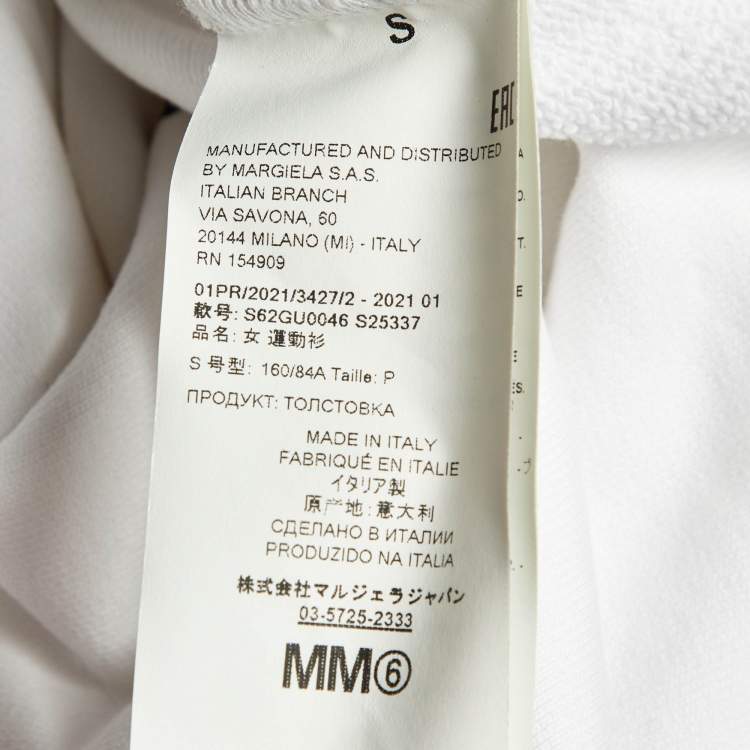 S
EAC
MANUFACTURED AND DISTRIBUTED
BY MARGIELA S.A.S.
ITALIAN BRANCH
VIA SAVONA, 60
20144 MILANO (MI) - ITALY
RN 154909
01PR/2021/3427/2 - 2021 01
款号: S62GU0046 S25337
品名: 女 運動衫
S 号型: 160/84A Taille: P
ПРОДУКТ: ТОЛСТОВКА
MADE IN ITALY
FABRIQUÉ EN ITALIE
イタリア製
原产地: 意大利
СДЕЛАНО В ИТАЛИИ
PRODUZIDO NA ITALIA
株式会社マルジェラジャパン
03-5725-2333
MM⑥